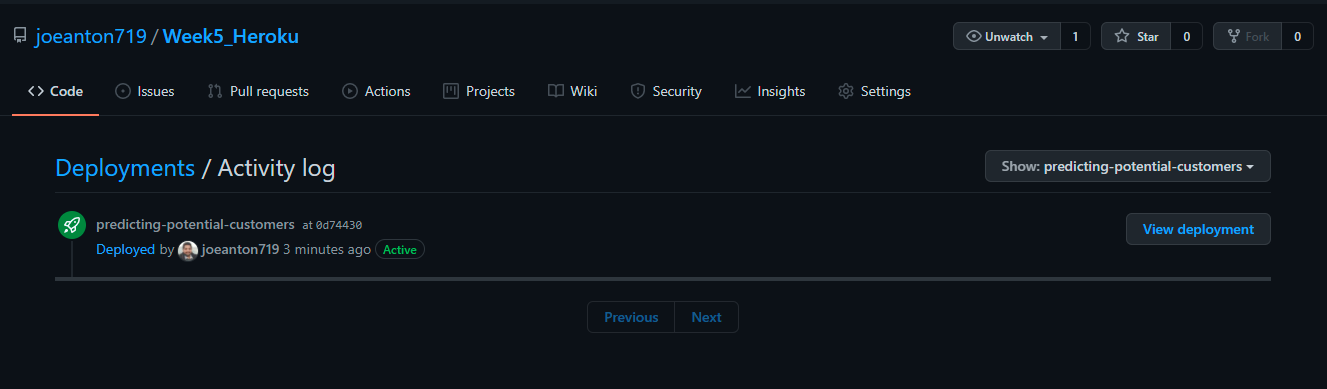 joeanton719 / Week5_Heroku Unwatch 1 Star 0 Fork 0
Code Issues Pull requests Actions Projects Wiki Security Insights Settings
Deployments / Activity log Show: predicting-potential-customers
predicting-potential-customers at 0d74430
View deployment
Deployed by joeanton719 3 minutes ago Active
Previous Next